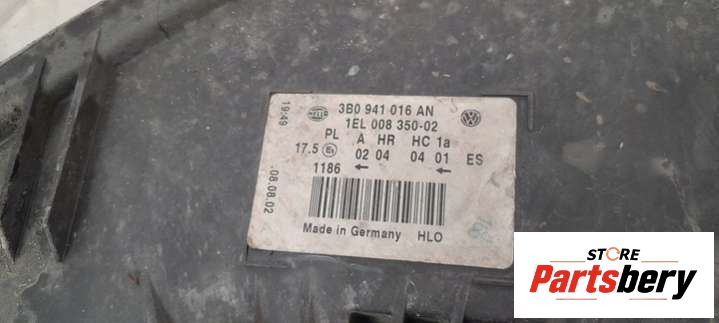 3B0 941 016 AN
1EL 008 350-02
PL A HR HC 1a
17.5 E1 02 04 04 01 ES
1186 ← ←
19:49
08.08.02
Made in Germany HLO
STORE
Partsbery